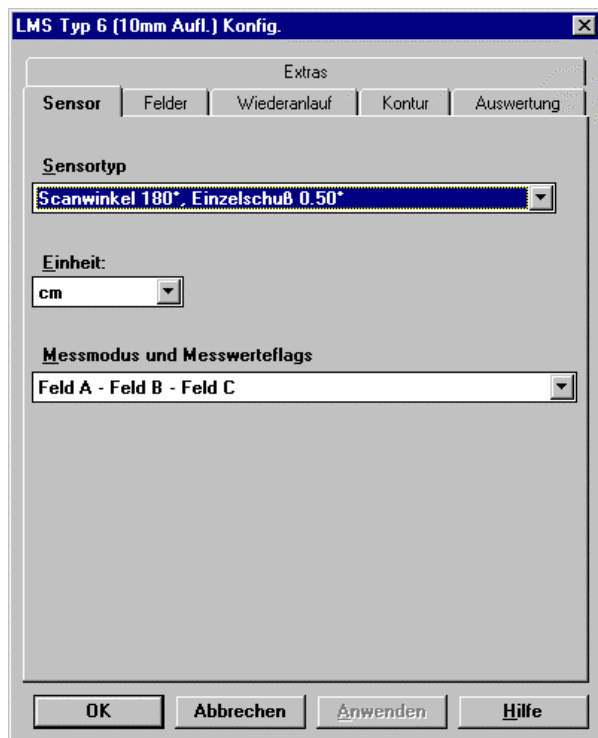 LMS Typ 6 (10mm Aufl.) Konfig.
Extras
Sensor Felder Wiederanlauf Kontur Auswertung
Sensortyp
Scanwinkel 180°, Einzelschuß 0.50°
Einheit:
cm
Messmodus und Messwerteflags
Feld A - Feld B - Feld C
OK Abbrechen Anwenden Hilfe